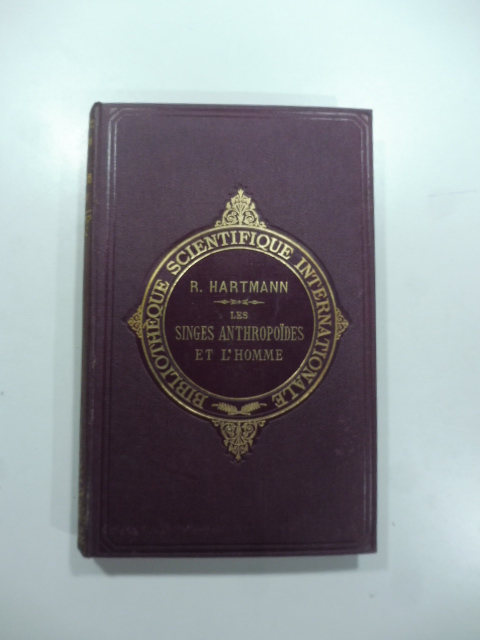 BIBLIOTHÈQUE SCIENTIFIQUE INTERNATIONALE
R. HARTMANN
LES
SINGES ANTHROPOÏDES
ET L'HOMME